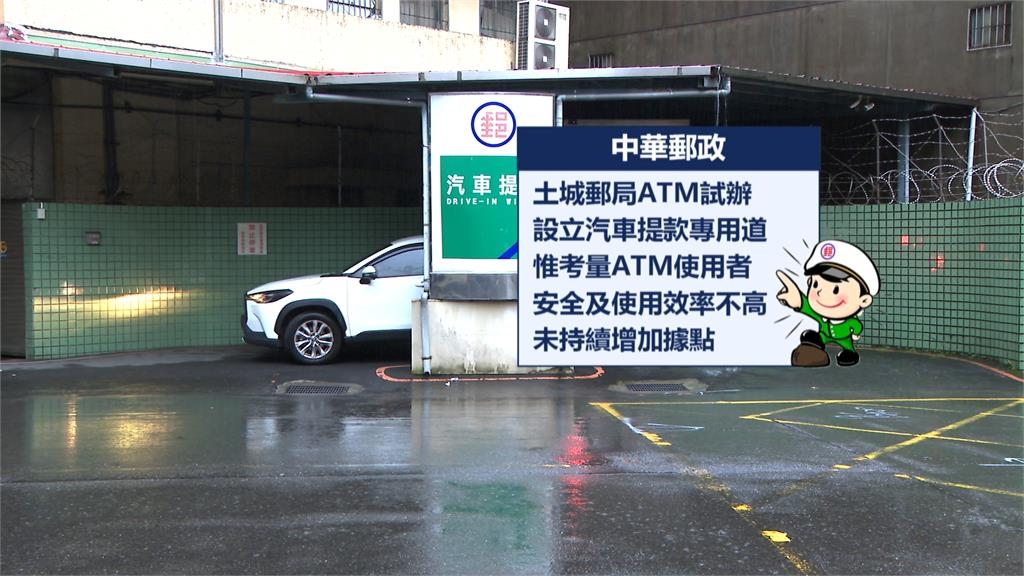 郵
汽車提
DRIVE-IN WI
中華郵政
土城郵局ATM試辦
設立汽車提款專用道
惟考量ATM使用者
安全及使用效率不高
未持續增加據點